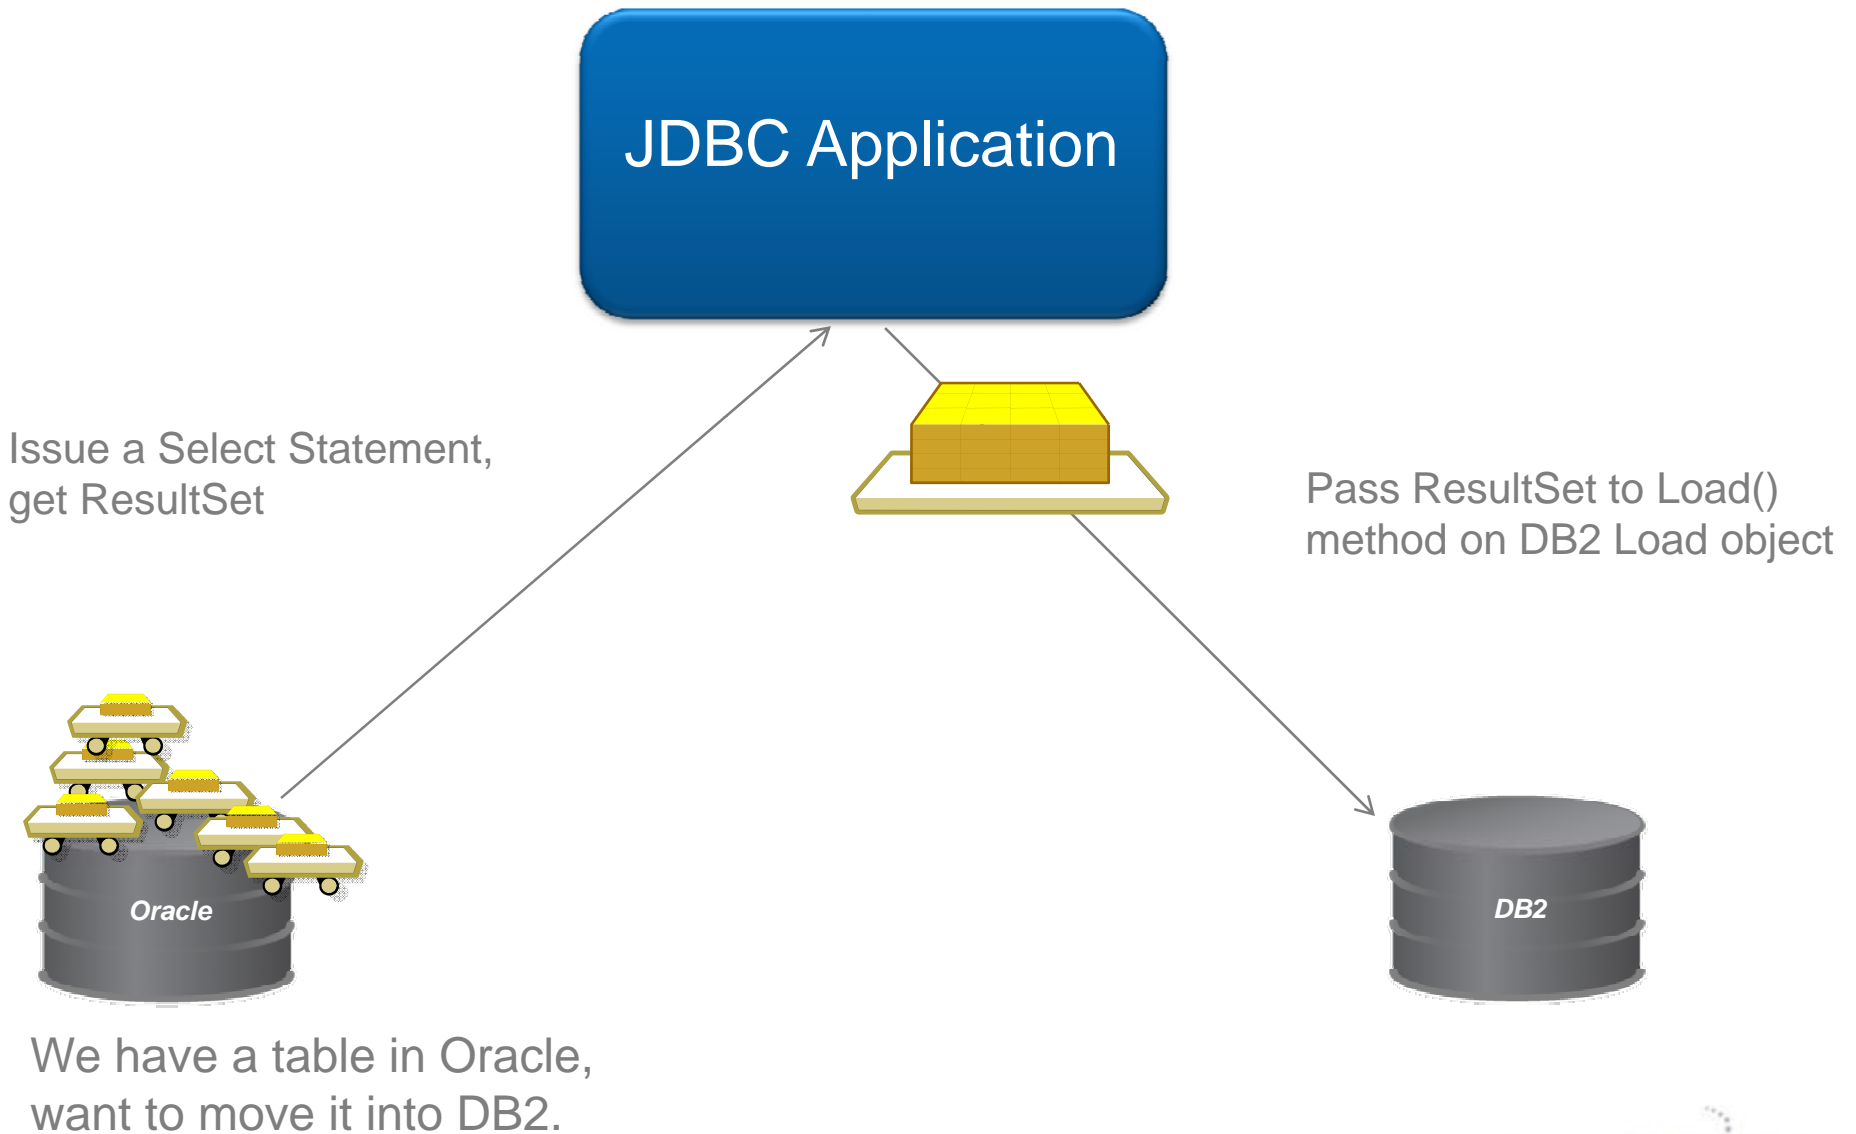 JDBC Application
Issue a Select Statement,
get ResultSet
Pass ResultSet to Load()
method on DB2 Load object
Oracle
DB2
We have a table in Oracle,
want to move it into DB2.